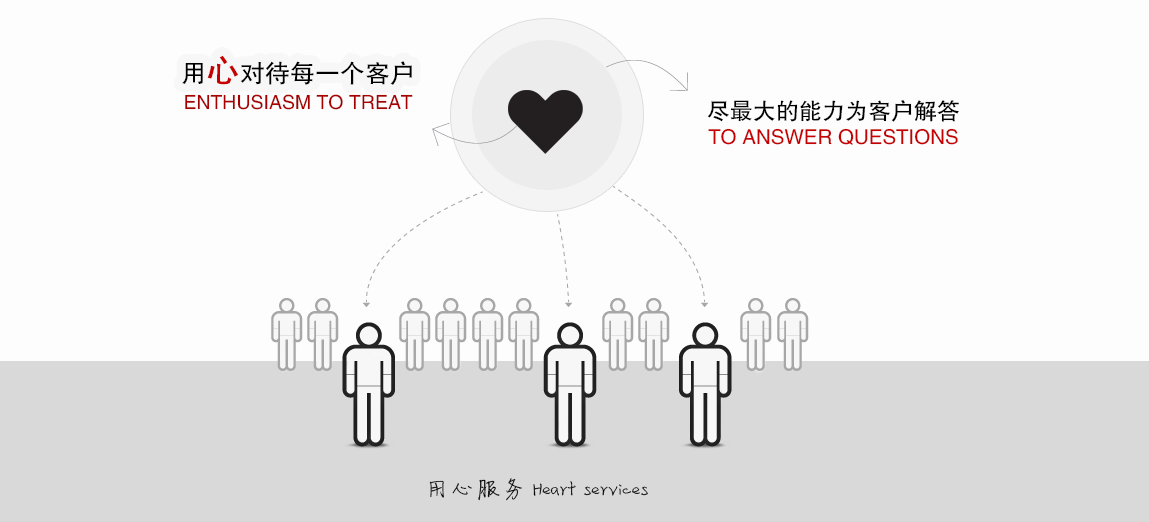 用心对待每一个客户
ENTHUSIASM TO TREAT
尽最大的能力为客户解答
TO ANSWER QUESTIONS
用心服务 Heart services